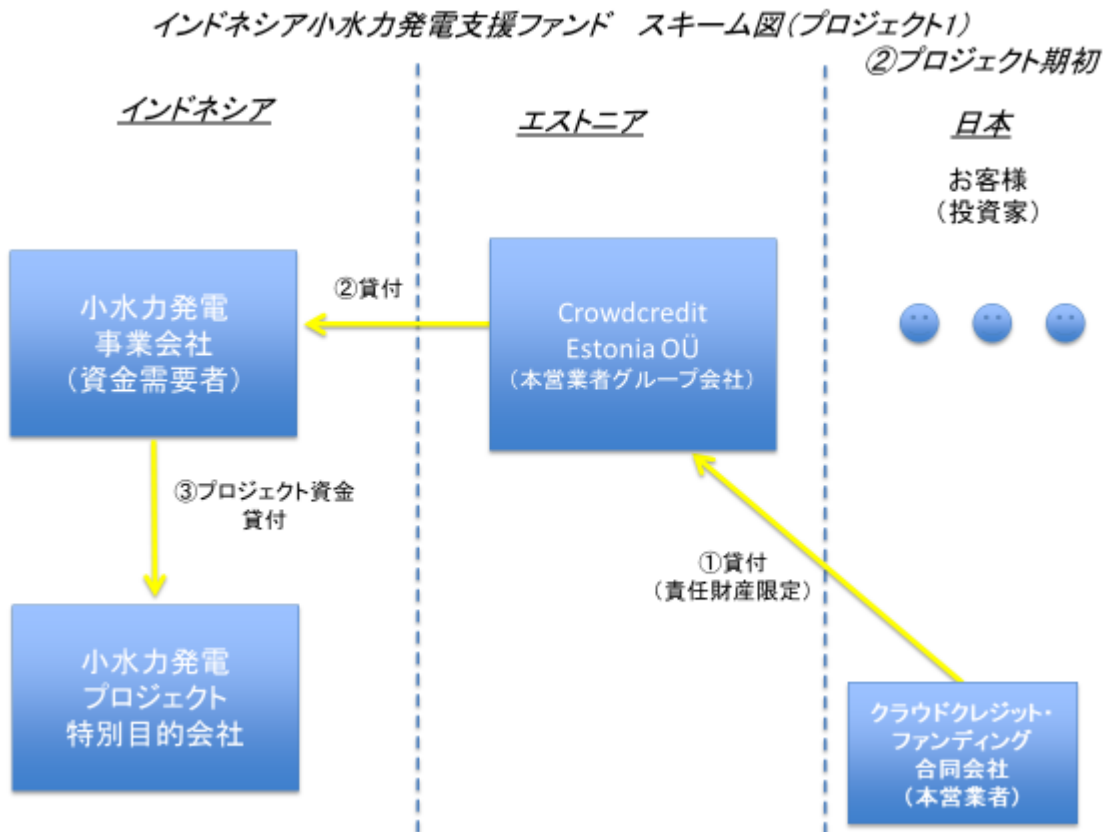 インドネシア小水力発電支援ファンド　スキーム図(プロジェクト1)
②プロジェクト期初
インドネシア
エストニア
日本
お客様
（投資家）
小水力発電
事業会社
（資金需要者）
②貸付
Crowdcredit
Estonia OÜ
（本営業者グループ会社）
③プロジェクト資金
貸付
①貸付
（責任財産限定）
小水力発電
プロジェクト
特別目的会社
クラウドクレジット・
ファンディング
合同会社
（本営業者）